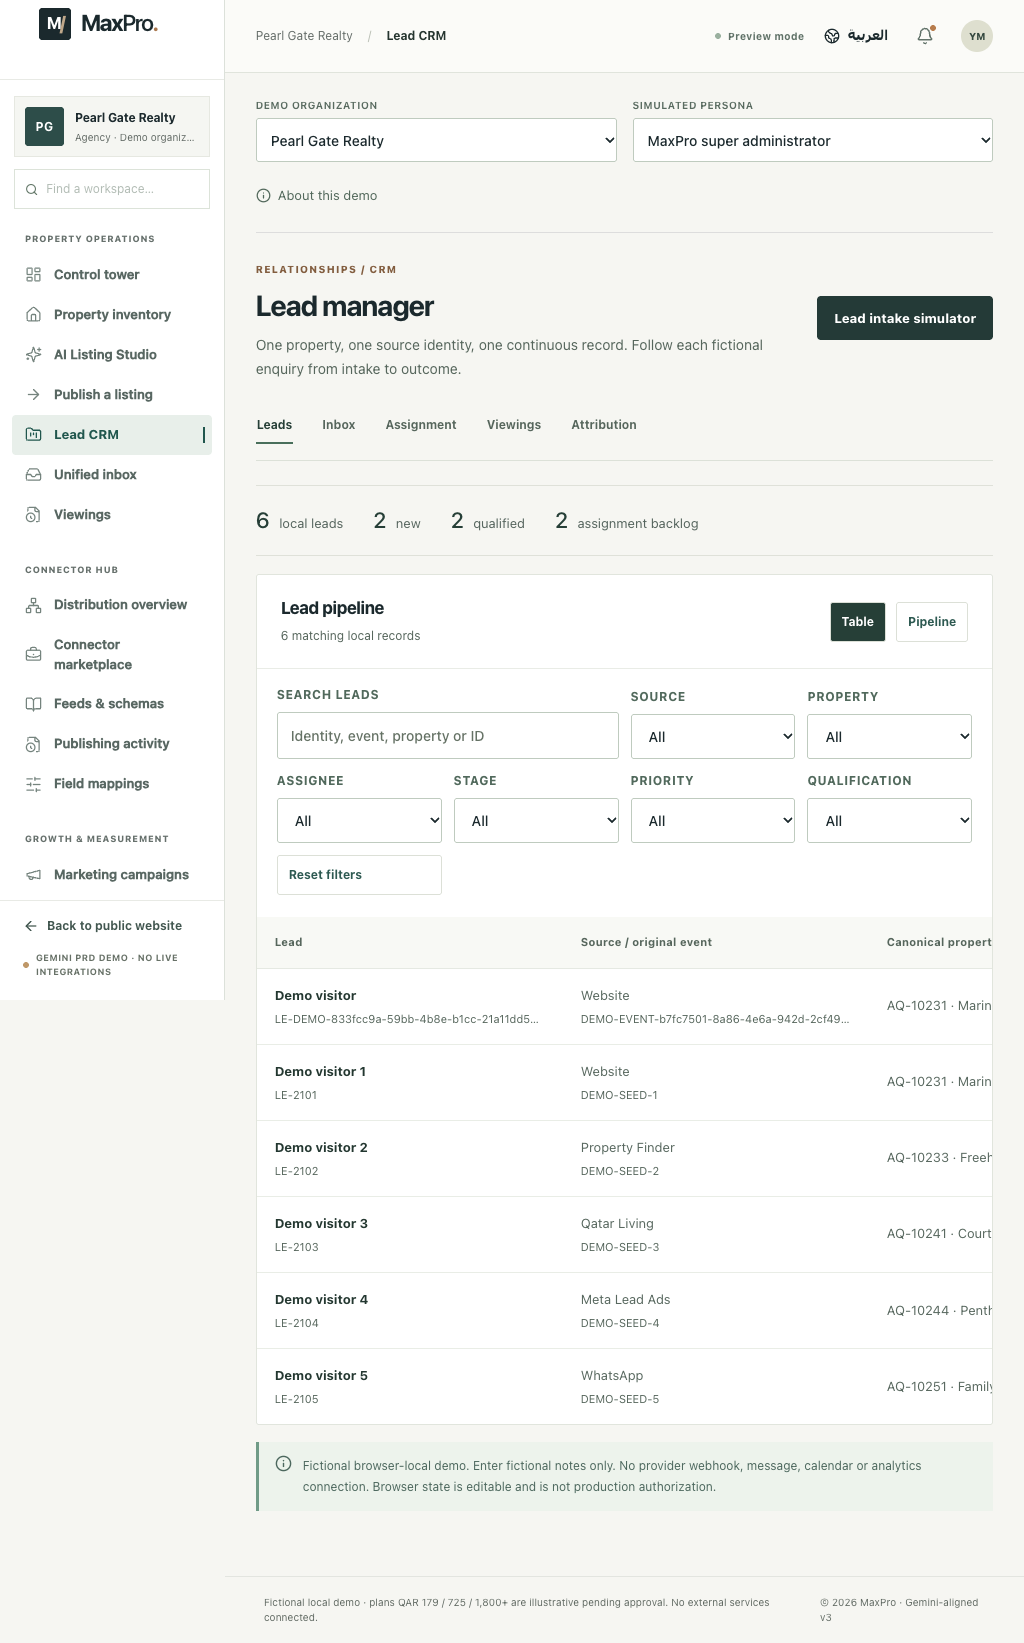 M/ MaxPro.
Pearl Gate Realty / Lead CRM
Preview mode
العربية
YM
PG
Pearl Gate Realty
Agency · Demo organiz...
Find a workspace...
PROPERTY OPERATIONS
Control tower
Property inventory
AI Listing Studio
Publish a listing
Lead CRM
Unified inbox
Viewings
CONNECTOR HUB
Distribution overview
Connector
marketplace
Feeds & schemas
Publishing activity
Field mappings
GROWTH & MEASUREMENT
Marketing campaigns
Back to public website
GEMINI PRD DEMO · NO LIVE
INTEGRATIONS
DEMO ORGANIZATION
Pearl Gate Realty
SIMULATED PERSONA
MaxPro super administrator
About this demo
RELATIONSHIPS / CRM
Lead manager
One property, one source identity, one continuous record. Follow each fictional
enquiry from intake to outcome.
Lead intake simulator
Leads Inbox Assignment Viewings Attribution
6 local leads 2 new 2 qualified 2 assignment backlog
Lead pipeline
6 matching local records
Table Pipeline
SEARCH LEADS
Identity, event, property or ID
SOURCE
All
PROPERTY
All
ASSIGNEE
All
STAGE
All
PRIORITY
All
QUALIFICATION
All
Reset filters
Lead Source / original event Canonical propert
Demo visitor Website
LE-DEMO-833fcc9a-59bb-4b8e-b1cc-21a11dd5... DEMO-EVENT-b7fc7501-8a86-4e6a-942d-2cf49...
AQ-10231 · Marin
Demo visitor 1 Website
LE-2101 DEMO-SEED-1
AQ-10231 · Marin
Demo visitor 2 Property Finder
LE-2102 DEMO-SEED-2
AQ-10233 · Freeh
Demo visitor 3 Qatar Living
LE-2103 DEMO-SEED-3
AQ-10241 · Court
Demo visitor 4 Meta Lead Ads
LE-2104 DEMO-SEED-4
AQ-10244 · Penth
Demo visitor 5 WhatsApp
LE-2105 DEMO-SEED-5
AQ-10251 · Family
Fictional browser-local demo. Enter fictional notes only. No provider webhook, message, calendar or analytics
connection. Browser state is editable and is not production authorization.
Fictional local demo · plans QAR 179 / 725 / 1,800+ are illustrative pending approval. No external services
connected.
© 2026 MaxPro · Gemini-aligned
v3